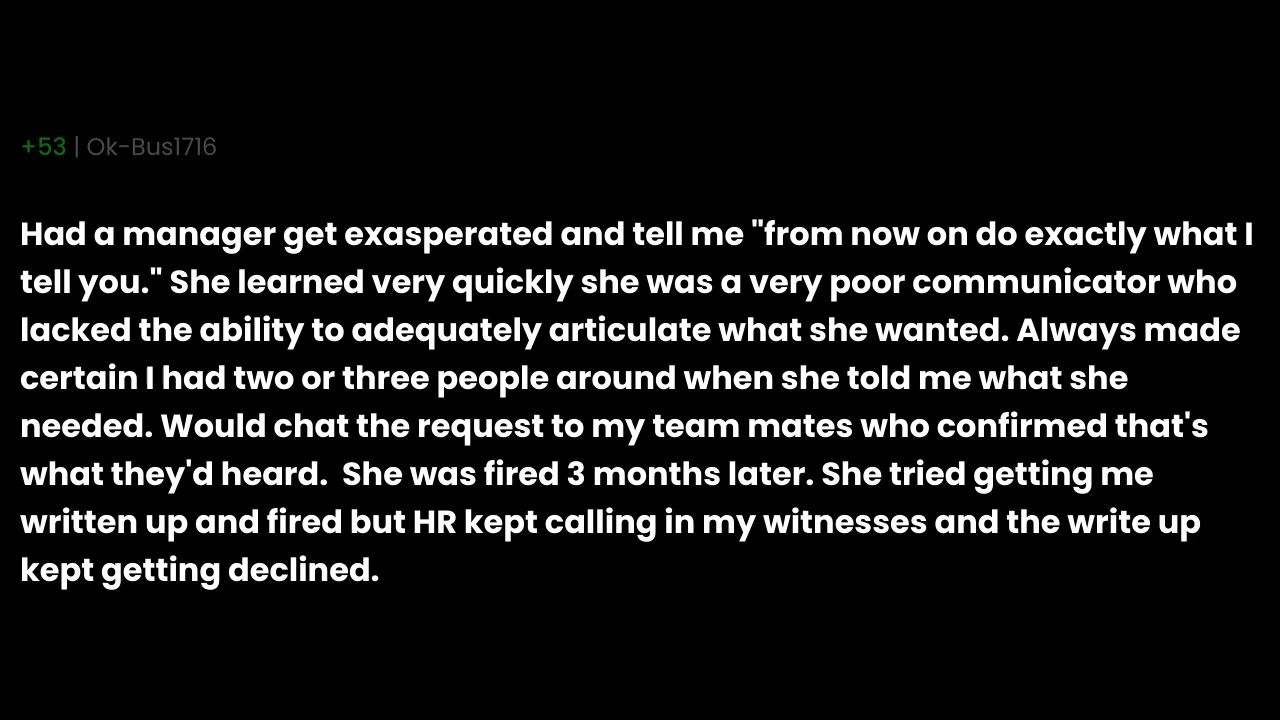 +53 | Ok-Bus1716
Had a manager get exasperated and tell me "from now on do exactly what I
tell you." She learned very quickly she was a very poor communicator who
lacked the ability to adequately articulate what she wanted. Always made
certain I had two or three people around when she told me what she
needed. Would chat the request to my team mates who confirmed that's
what they'd heard.  She was fired 3 months later. She tried getting me
written up and fired but HR kept calling in my witnesses and the write up
kept getting declined.